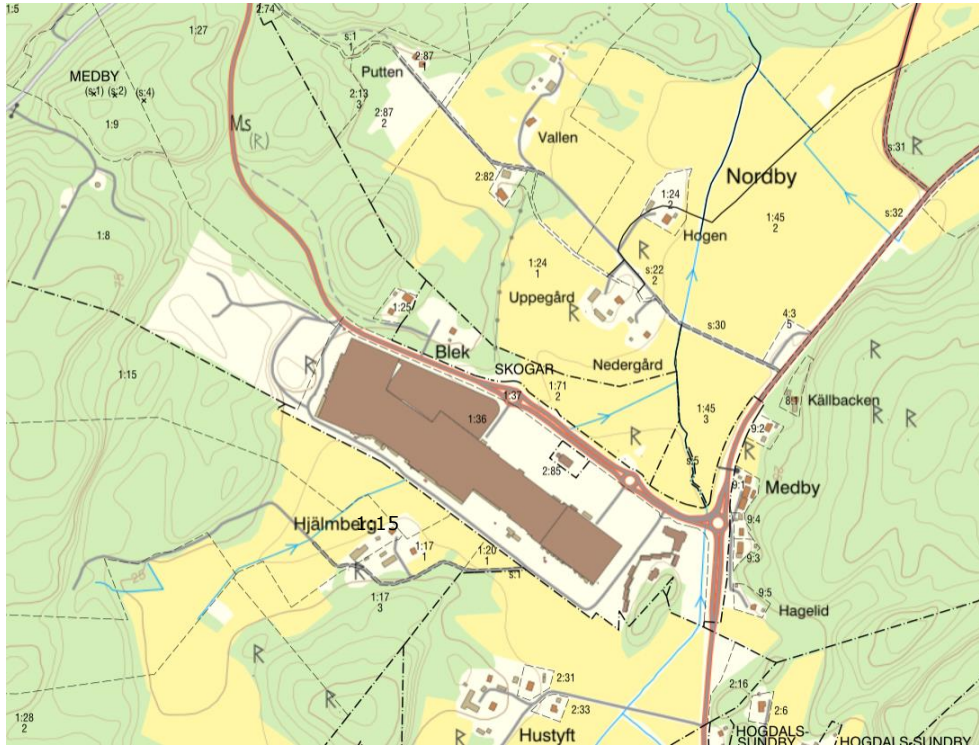 1:5
2:74
1:27
s:1
1
2:87
1
Putten
MEDBY
(s:1) (s:2) (s:4)
2:13
3
2:87
2
1:9
Ms
(R)
Vallen
R
s:31
2:82
Nordby
1:24
2
1:45
2
s:32
1:8
Hogen
R
1:24
1
s:22
2
Uppegård
R
1:25
s:30
4:3
5
Blek
R
Nedergård
R
SKOGAR
1:15
1:37
1:71
2
8:1
Källbacken
R
R
1:36
1:45
3
9:2
R
R
s:5
2:85
9:1
Medby
Hjälmberg
1:15
9:4
1:17
1
1:20
1
s:1
9:3
R
1:17
3
9:5
Hagelid
R
R
2:31
2:16
1:28
2
2:33
2:6
R
Hustyft
HOGDALS-
SUNDBY
HOGDALS-SUNDBY